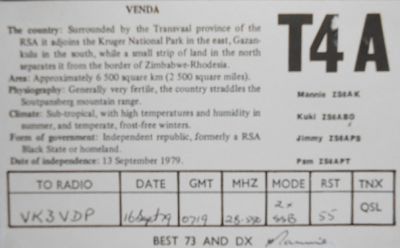 VENDA
The country: Surrounded by the Transvaal province of the
RSA it adjoins the Kruger National Park in the east, Gazan-
kulu in the south, while a small strip of land in the north
separates it from the border of Zimbabwe-Rhodesia.
Area: Approximately 6 500 square km (2 500 square miles).
Physiography: Generally very fertile, the country straddles the
Soutpansberg mountain range.
Climate: Sub-tropical, with high temperatures and humidity in
summer, and temperate, frost-free winters.
Form of government: Independent republic, formerly a RSA
Black State or homeland.
Date of independence: 13 September 1979.
T4A
Mannie ZS6AK
Kuki ZS6ABO
Jimmy ZS6APS
Pam ZS6APT
TO RADIO DATE GMT MHZ MODE RST TNX
VK3VDP 16 Sept 79 0719 2x SSB 55 QSL
BEST 73 AND DX Mannie